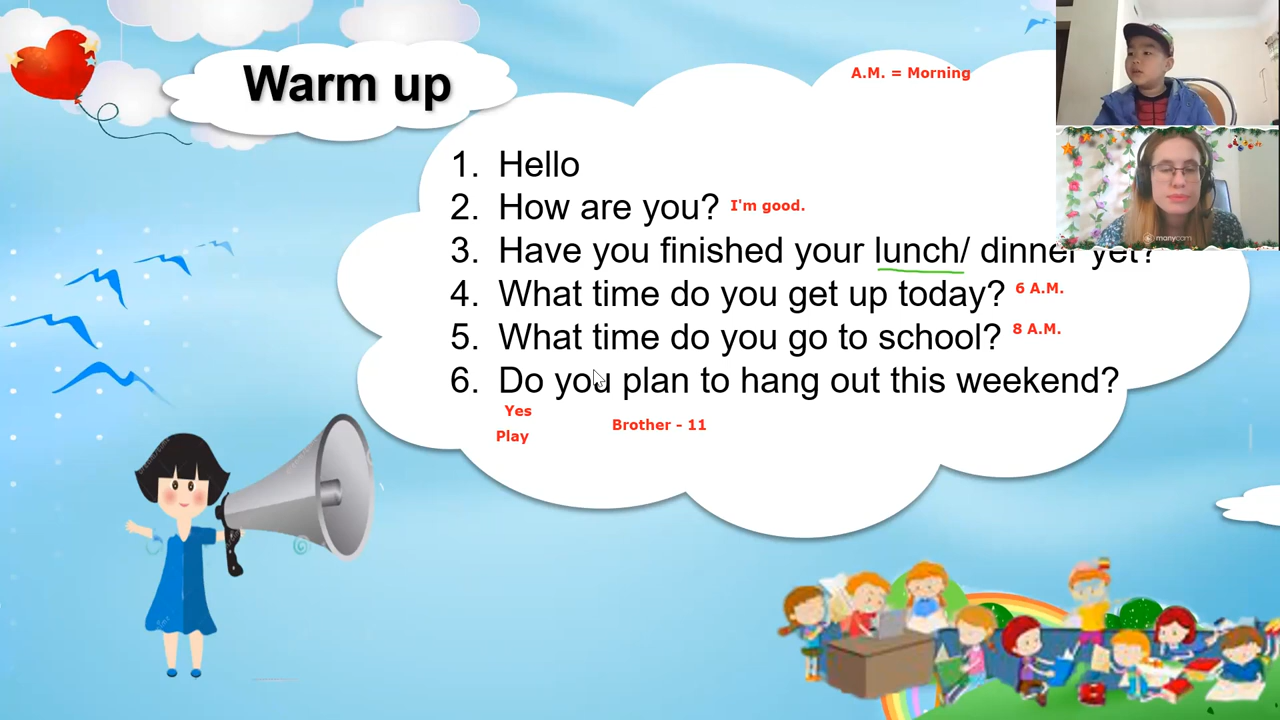 Warm up
A.M. = Morning
1. Hello
2. How are you? I'm good.
3. Have you finished your lunch/ dinner yet?
4. What time do you get up today? 6 A.M.
5. What time do you go to school? 8 A.M.
6. Do you plan to hang out this weekend?
Yes
Play
Brother - 11
manycam